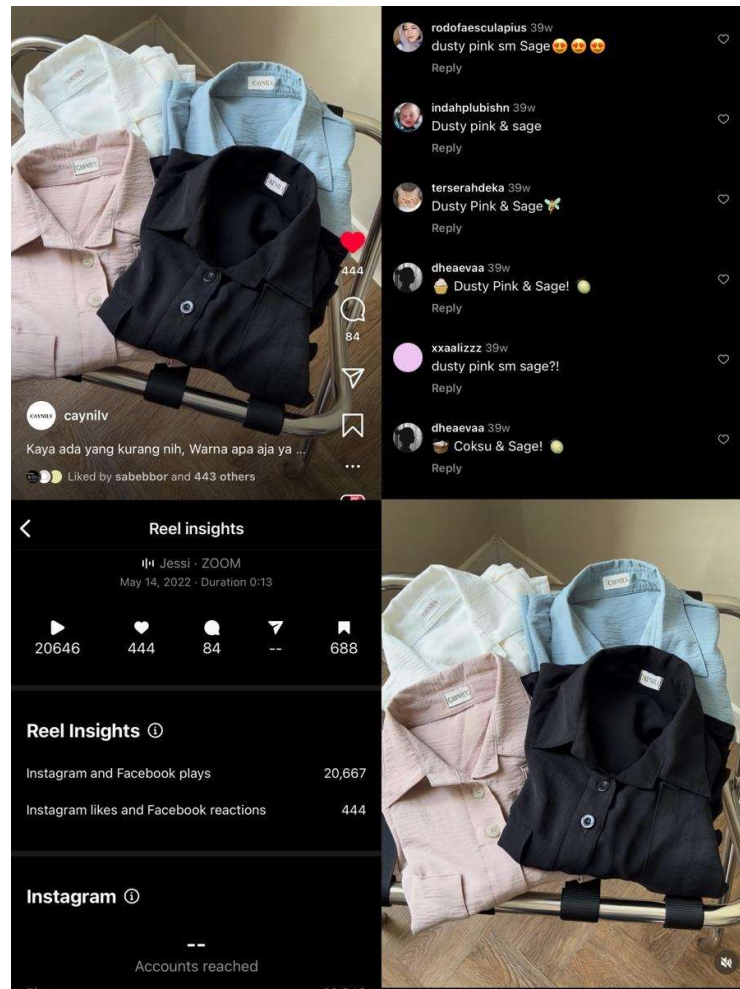 CAYNILV
CAYNILV
CAYNILV
444
84
CAYNILV
caynilv
Kaya ada yang kurang nih, Warna apa aja ya ...
Liked by sabebbor and 443 others
rodofaesculapius 39w
dusty pink sm Sage😍😍😍
Reply
indahplubishn 39w
Dusty pink & sage
Reply
terserahdeka 39w
Dusty Pink & Sage🧚
Reply
dheaevaa 39w
🧁 Dusty Pink & Sage! 🍈
Reply
xxaalizzz 39w
dusty pink sm sage?!
Reply
dheaevaa 39w
Coksu & Sage! 🍈
Reply
Reel insights
Jessi · ZOOM
May 14, 2022 · Duration 0:13
20646 444 84 -- 688
Reel Insights
Instagram and Facebook plays 20,667
Instagram likes and Facebook reactions 444
Instagram
--
Accounts reached
CAYNILV
CAYNILV
CAYNILV